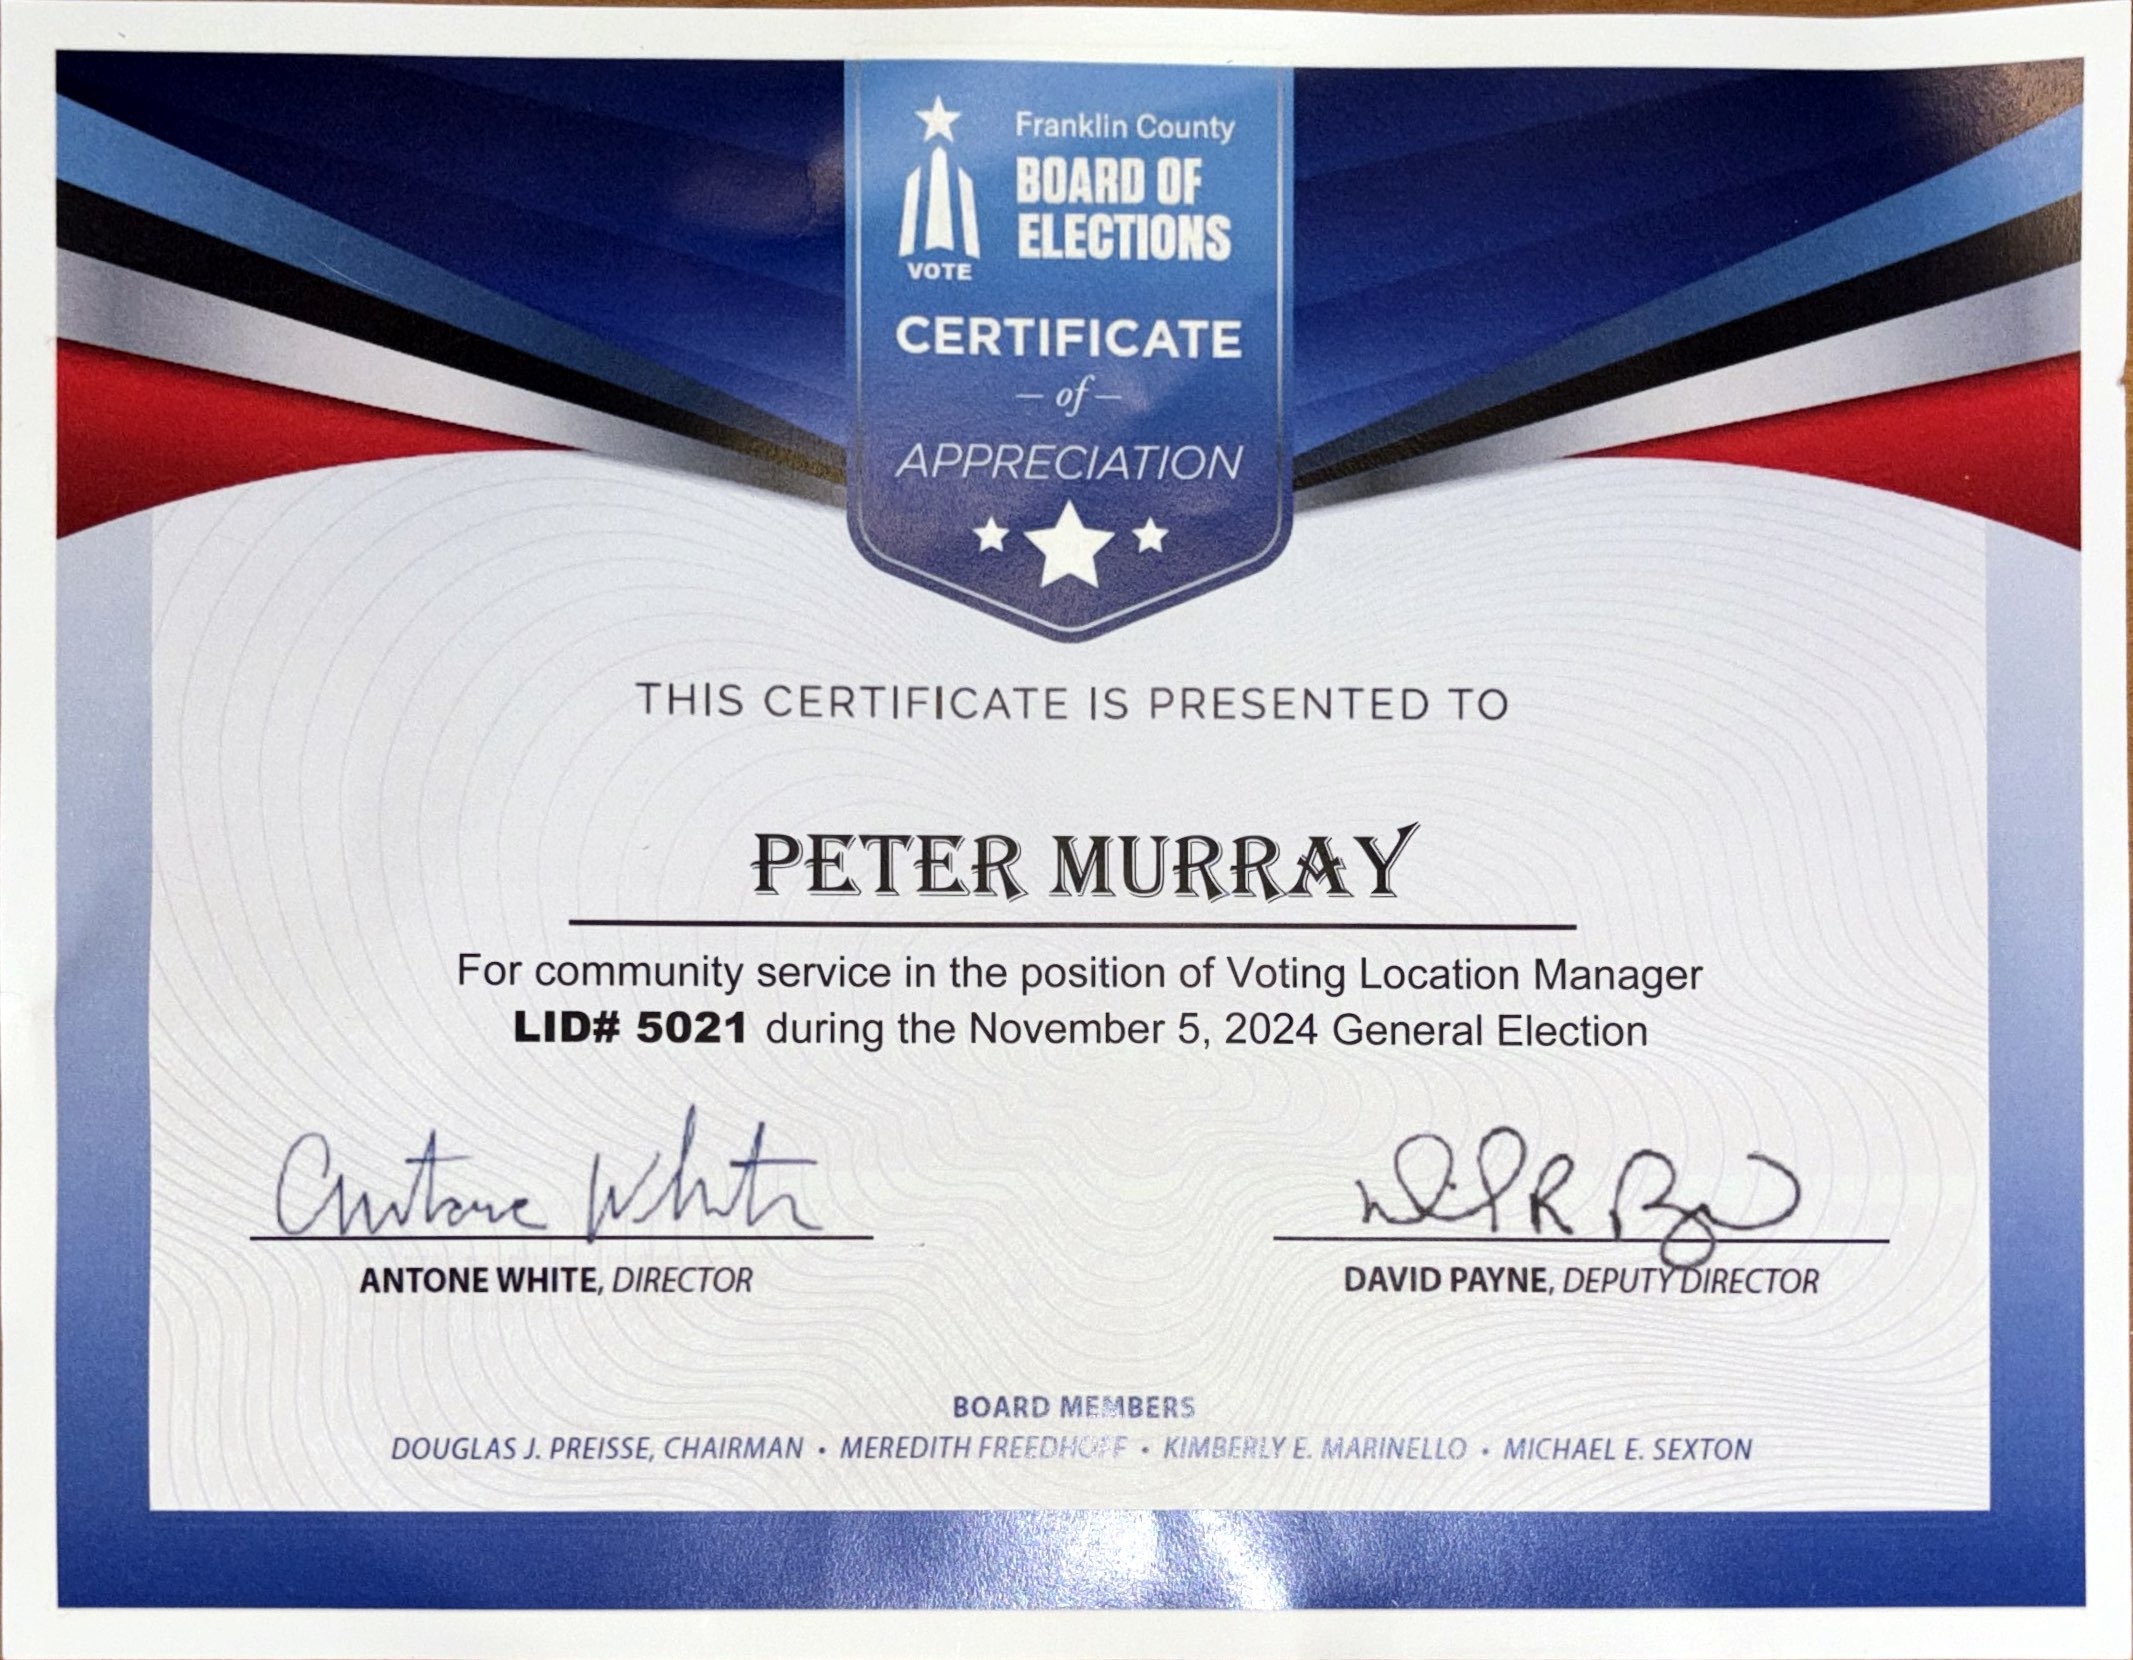 Franklin County
BOARD OF
ELECTIONS
VOTE
CERTIFICATE
– of –
APPRECIATION
THIS CERTIFICATE IS PRESENTED TO
PETER MURRAY
For community service in the position of Voting Location Manager
LID# 5021 during the November 5, 2024 General Election
Antone White
David R Payne
ANTONE WHITE, DIRECTOR
DAVID PAYNE, DEPUTY DIRECTOR
BOARD MEMBERS
DOUGLAS J. PREISSE, CHAIRMAN • MEREDITH FREEDHOFF • KIMBERLY E. MARINELLO • MICHAEL E. SEXTON